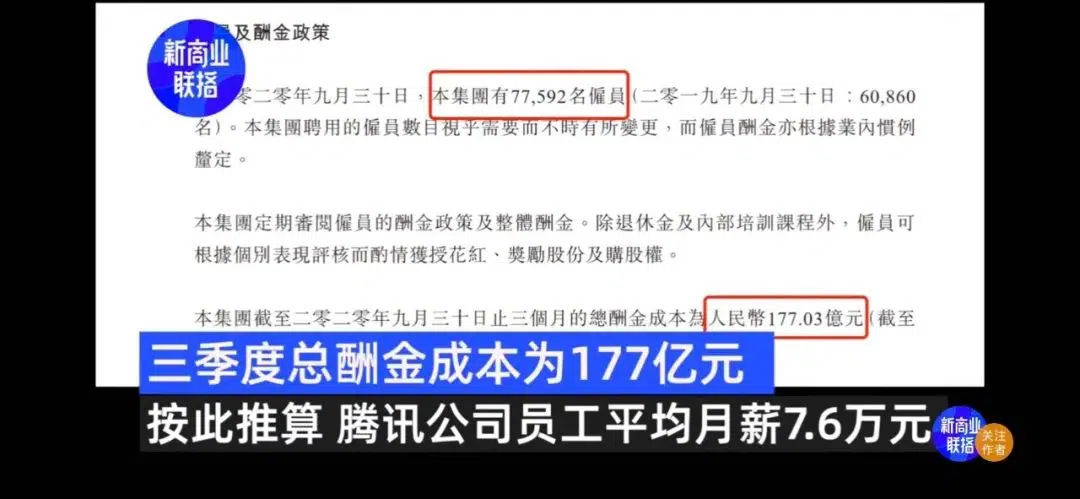 及酬金政策
新商业
联播
零二零年九月三十日，本集團有77,592名僱員（二零一九年九月三十日：60,860
名）。本集團聘用的僱員數目視乎需要而不時有所變更，而僱員酬金亦根據業內慣例
釐定。
本集團定期審閱僱員的酬金政策及整體酬金。除退休金及內部培訓課程外，僱員可
根據個別表現評核而酌情獲授花紅、獎勵股份及購股權。
本集團截至二零二零年九月三十日止三個月的總酬金成本為人民幣177.03億元（截至
三季度总酬金成本为177亿元
按此推算 腾讯公司员工平均月薪7.6万元
新商业
联播
关注
作者